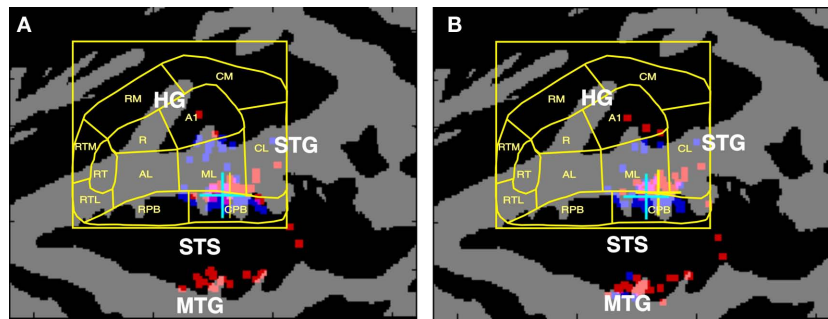 A
CM
RM
HG
A1
R
RTM
CL
STG
RT
AL
ML
RTL
RPB
CPB
STS
MTG
B
CM
RM
HG
A1
R
RTM
CL
STG
RT
AL
ML
RTL
RPB
CPB
STS
MTG